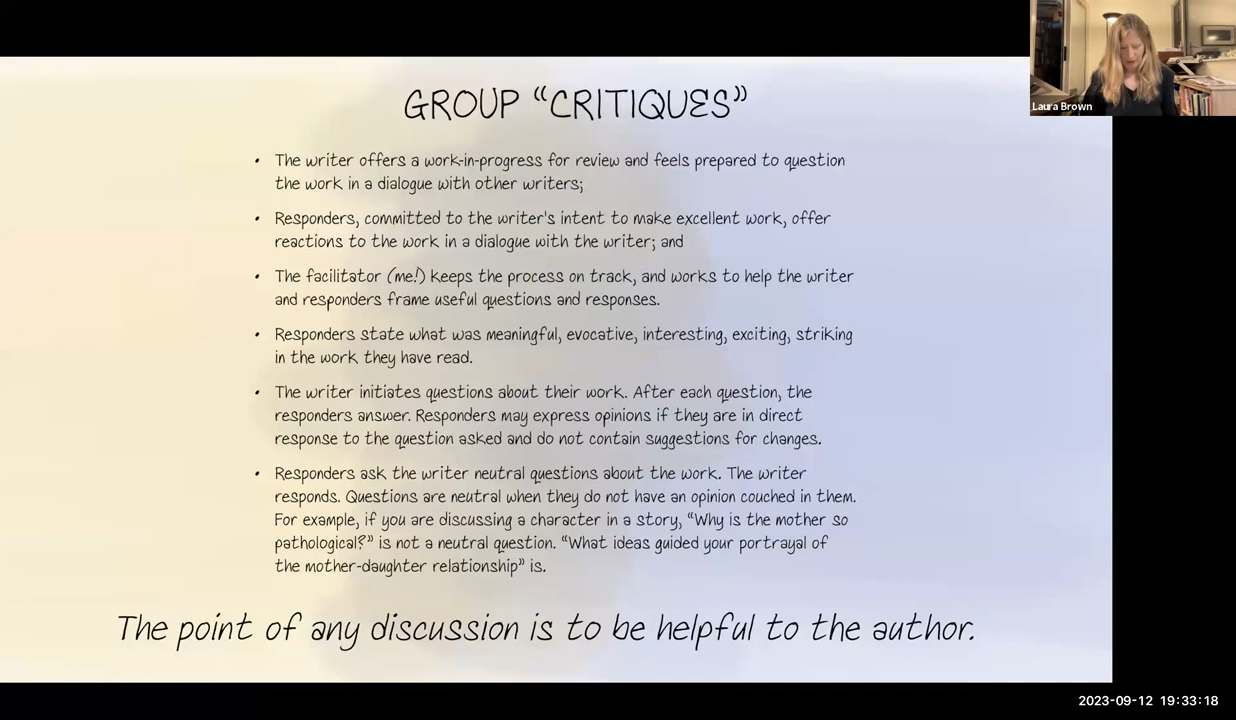 GROUP “CRITIQUES”
Laura Brown
• The writer offers a work-in-progress for review and feels prepared to question
the work in a dialogue with other writers;
• Responders, committed to the writer's intent to make excellent work, offer
reactions to the work in a dialogue with the writer; and
• The facilitator (me!) keeps the process on track, and works to help the writer
and responders frame useful questions and responses.
• Responders state what was meaningful, evocative, interesting, exciting, striking
in the work they have read.
• The writer initiates questions about their work. After each question, the
responders answer. Responders may express opinions if they are in direct
response to the question asked and do not contain suggestions for changes.
• Responders ask the writer neutral questions about the work. The writer
responds. Questions are neutral when they do not have an opinion couched in them.
For example, if you are discussing a character in a story, “Why is the mother so
pathological?” is not a neutral question. “What ideas guided your portrayal of
the mother-daughter relationship” is.
The point of any discussion is to be helpful to the author.
2023-09-12 19:33:18